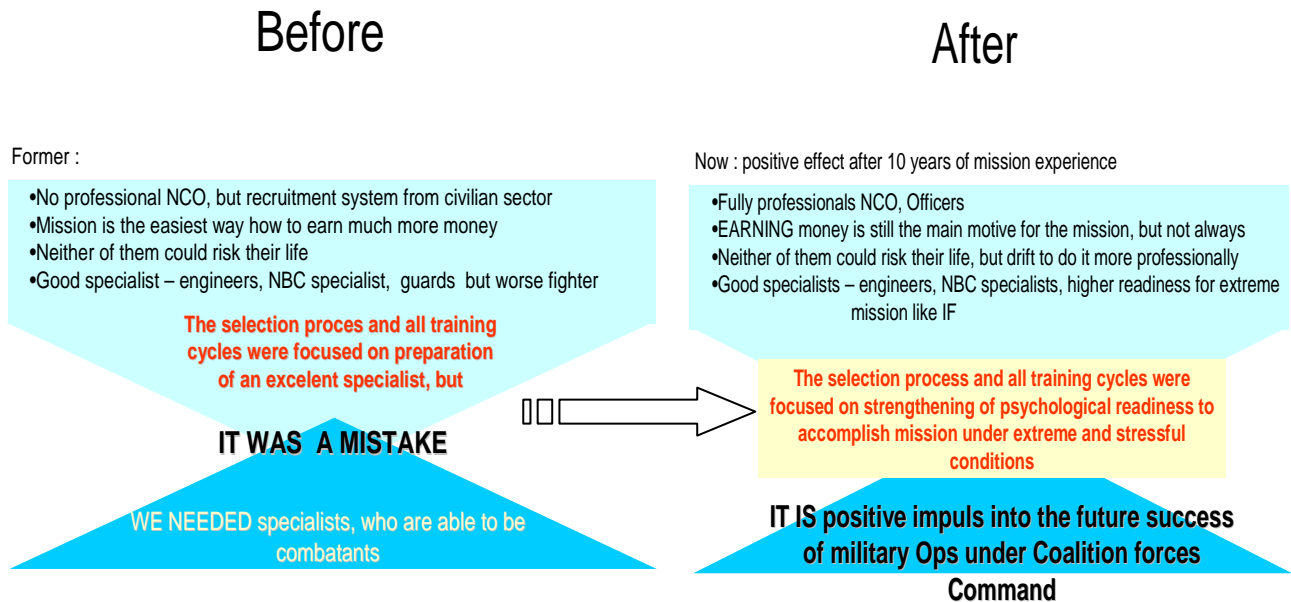 Before
Former :
•No professional NCO, but recruitment system from civilian sector
•Mission is the easiest way how to earn much more money
•Neither of them could risk their life
•Good specialist – engineers, NBC specialist, guards but worse fighter
The selection proces and all training
cycles were focused on preparation
of an excelent specialist, but
IT WAS A MISTAKE
WE NEEDED specialists, who are able to be
combatants
After
Now : positive effect after 10 years of mission experience
•Fully professionals NCO, Officers
•EARNING money is still the main motive for the mission, but not always
•Neither of them could risk their life, but drift to do it more professionally
•Good specialists – engineers, NBC specialists, higher readiness for extreme
mission like IF
The selection process and all training cycles were
focused on strengthening of psychological readiness to
accomplish mission under extreme and stressful
conditions
IT IS positive impuls into the future success
of military Ops under Coalition forces
Command